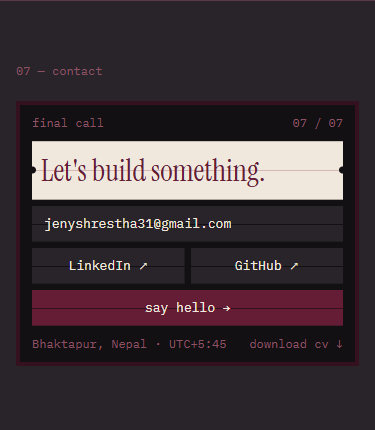 07 — contact
final call 07 / 07
Let's build something.
jenyshrestha31@gmail.com
LinkedIn ↗ GitHub ↗
say hello →
Bhaktapur, Nepal · UTC+5:45 download cv ↓